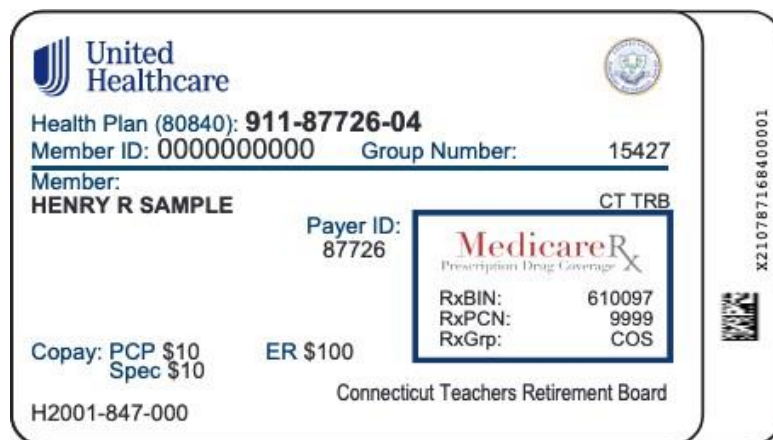 United
Healthcare
Health Plan (80840): 911-87726-04
Member ID: 0000000000 Group Number: 15427
Member:
HENRY R SAMPLE
CT TRB
Payer ID:
87726
MedicareRx
Prescription Drug Coverage
RxBIN: 610097
RxPCN: 9999
RxGrp: COS
Copay: PCP $10 ER $100
Spec $10
Connecticut Teachers Retirement Board
H2001-847-000
X210787168400001